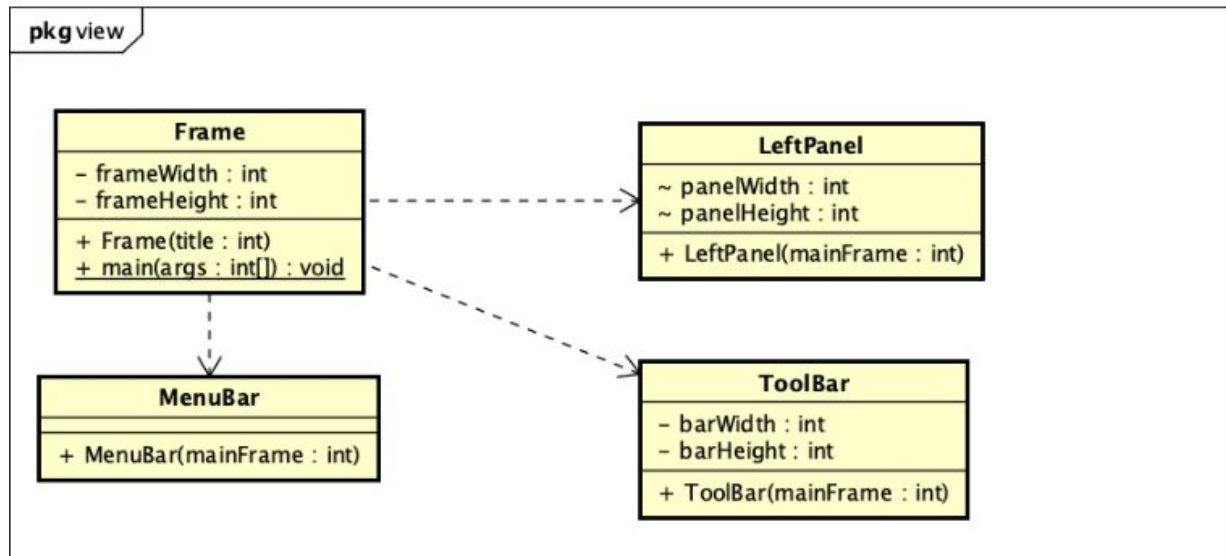 pkg view
Frame
- frameWidth : int
- frameHeight : int
+ Frame(title : int)
+ main(args : int[]) : void
LeftPanel
~ panelWidth : int
~ panelHeight : int
+ LeftPanel(mainFrame : int)
MenuBar
+ MenuBar(mainFrame : int)
ToolBar
- barWidth : int
- barHeight : int
+ ToolBar(mainFrame : int)